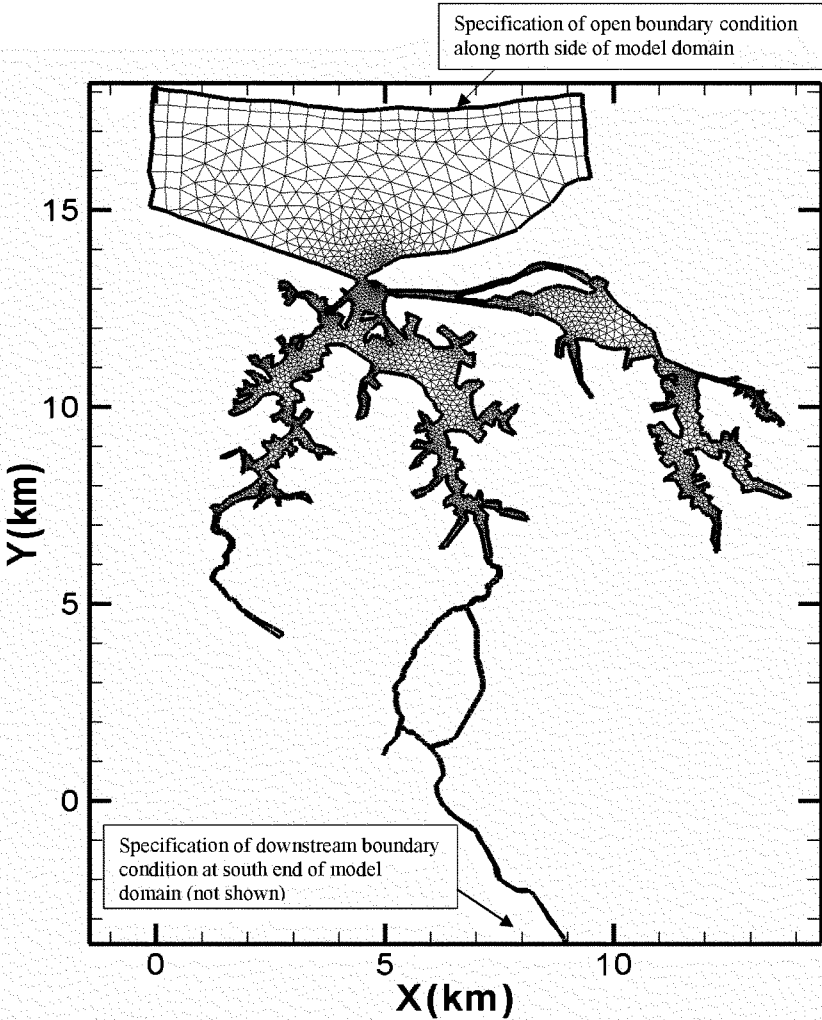 Specification of open boundary condition
along north side of model domain
15
10
5
0
Y(km)
Specification of downstream boundary
condition at south end of model
domain (not shown)
0
5
10
X(km)